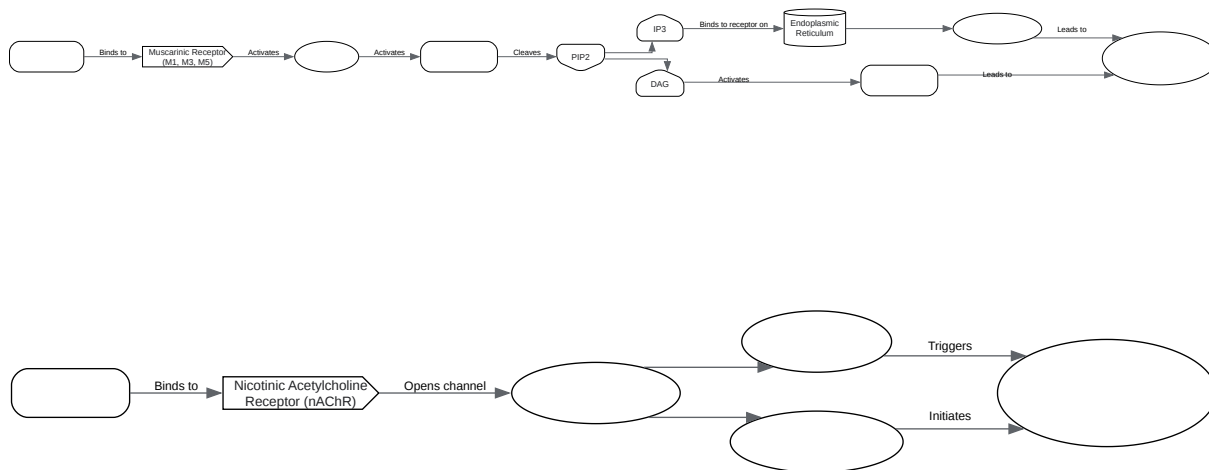 Binds to
Muscarinic Receptor
(M1, M3, M5)
Activates
Activates
Cleaves
PIP2
IP3
Binds to receptor on
Endoplasmic
Reticulum
Leads to
DAG
Activates
Leads to
Binds to
Nicotinic Acetylcholine
Receptor (nAChR)
Opens channel
Triggers
Initiates